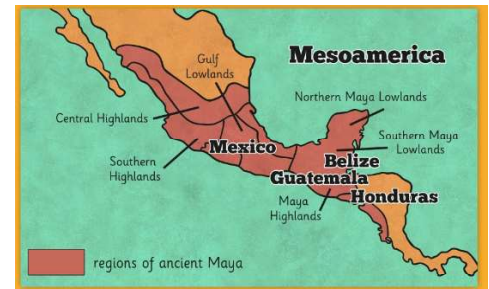 Mesoamerica
Gulf
Lowlands
Northern Maya Lowlands
Central Highlands
Southern Maya
Lowlands
Mexico
Southern
Highlands
Belize
Guatemala
Maya
Highlands
Honduras
regions of ancient Maya